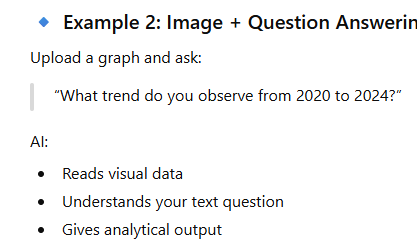 Example 2: Image + Question Answerin
Upload a graph and ask:
“What trend do you observe from 2020 to 2024?”
AI:
Reads visual data
Understands your text question
Gives analytical output